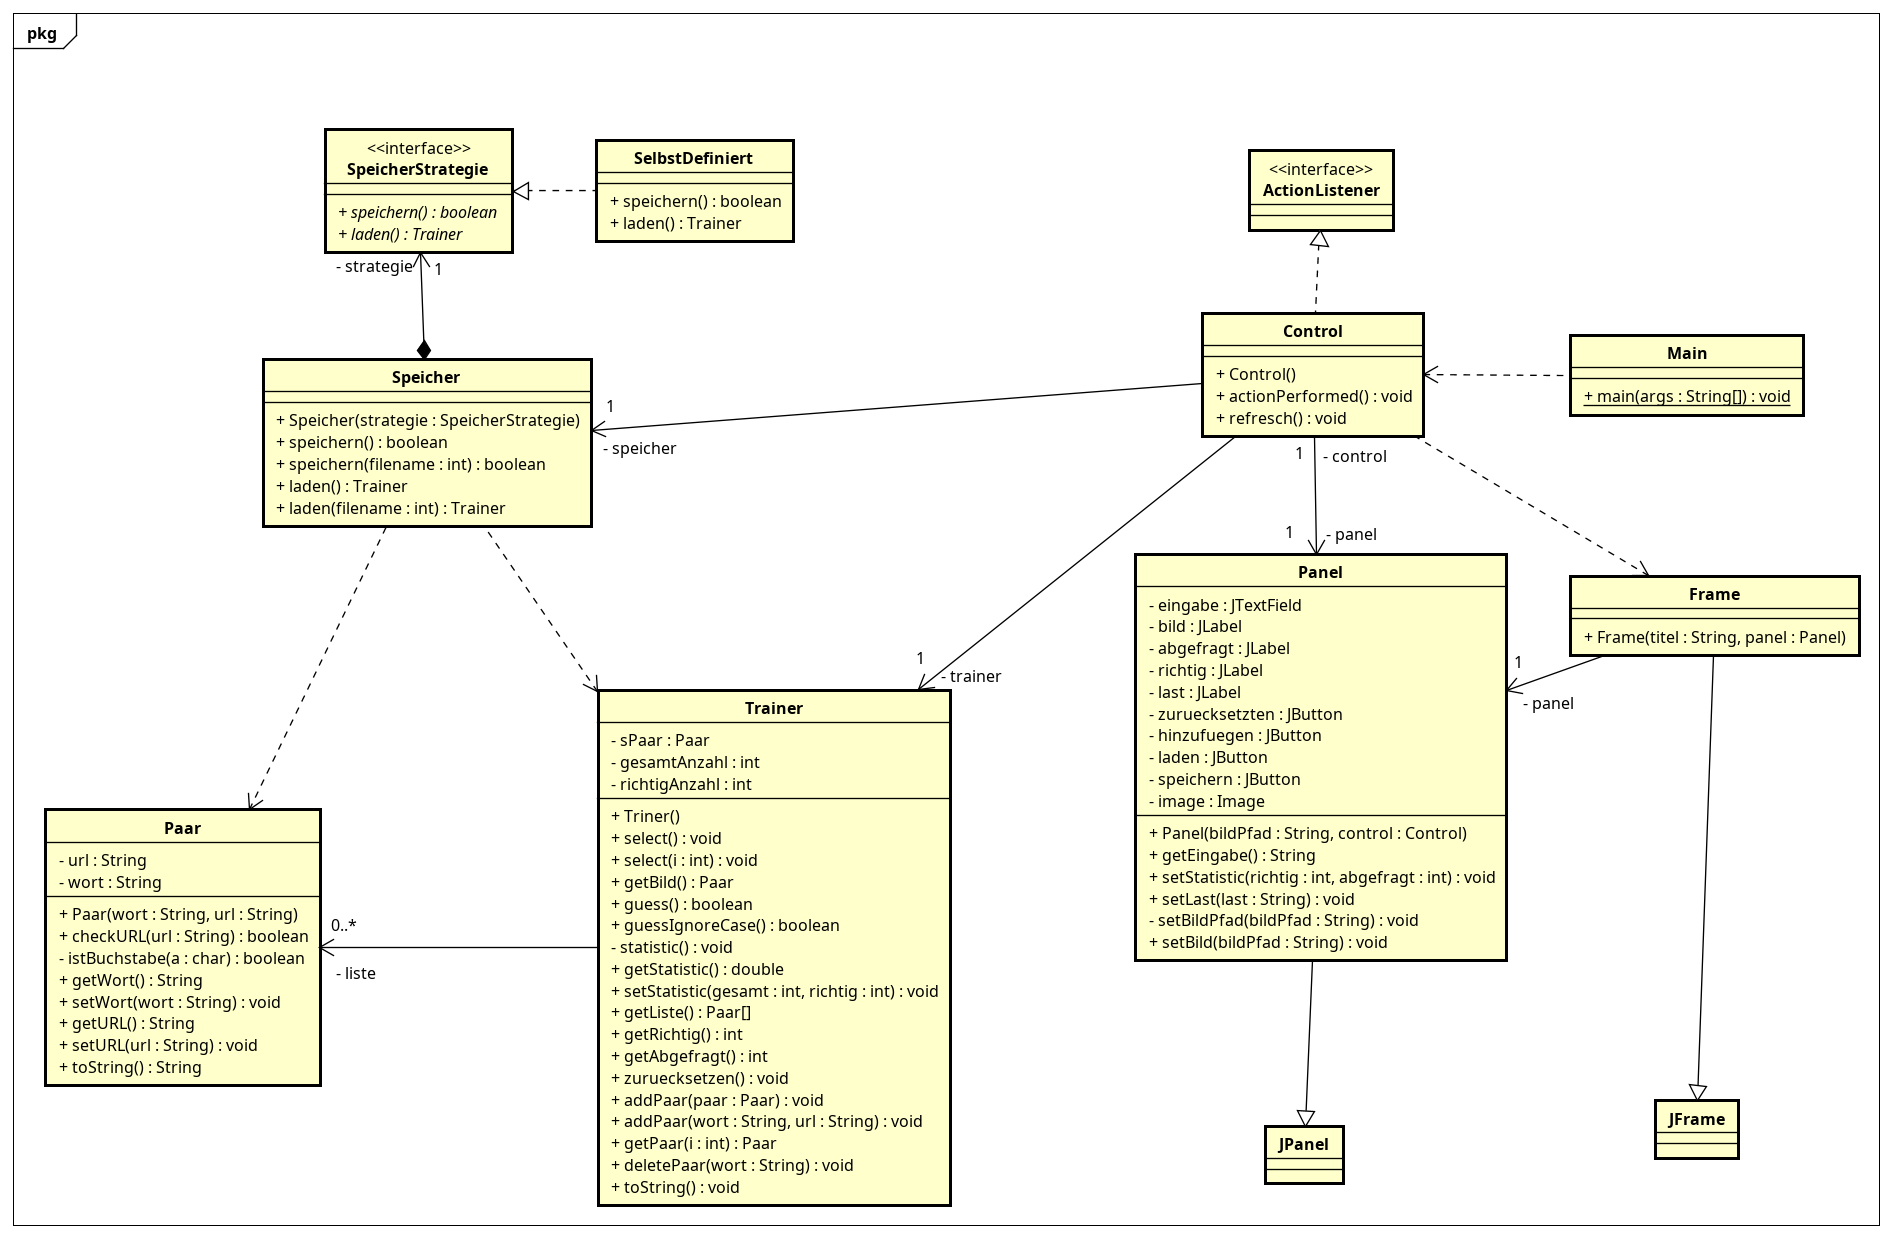 pkg
<<interface>>
SpeicherStrategie
+ speichern() : boolean
+ laden() : Trainer
SelbstDefiniert
+ speichern() : boolean
+ laden() : Trainer
<<interface>>
ActionListener
- strategie
1
Control
+ Control()
+ actionPerformed() : void
+ refresch() : void
Main
+ main(args : String[]) : void
Speicher
+ Speicher(strategie : SpeicherStrategie)
+ speichern() : boolean
+ speichern(filename : int) : boolean
+ laden() : Trainer
+ laden(filename : int) : Trainer
1
- speicher
1
- control
1
- panel
Panel
- eingabe : JTextField
- bild : JLabel
- abgefragt : JLabel
- richtig : JLabel
- last : JLabel
- zuruecksetzten : JButton
- hinzufuegen : JButton
- laden : JButton
- speichern : JButton
- image : Image
+ Panel(bildPfad : String, control : Control)
+ getEingabe() : String
+ setStatistic(richtig : int, abgefragt : int) : void
+ setLast(last : String) : void
- setBildPfad(bildPfad : String) : void
+ setBild(bildPfad : String) : void
Frame
+ Frame(titel : String, panel : Panel)
1
- panel
1
- trainer
Trainer
- sPaar : Paar
- gesamtAnzahl : int
- richtigAnzahl : int
+ Triner()
+ select() : void
+ select(i : int) : void
+ getBild() : Paar
+ guess() : boolean
+ guessIgnoreCase() : boolean
- statistic() : void
+ getStatistic() : double
+ setStatistic(gesamt : int, richtig : int) : void
+ getListe() : Paar[]
+ getRichtig() : int
+ getAbgefragt() : int
+ zuruecksetzen() : void
+ addPaar(paar : Paar) : void
+ addPaar(wort : String, url : String) : void
+ getPaar(i : int) : Paar
+ deletePaar(wort : String) : void
+ toString() : void
Paar
- url : String
- wort : String
+ Paar(wort : String, url : String)
+ checkURL(url : String) : boolean
- istBuchstabe(a : char) : boolean
+ getWort() : String
+ setWort(wort : String) : void
+ getURL() : String
+ setURL(url : String) : void
+ toString() : String
0..*
- liste
JPanel
JFrame